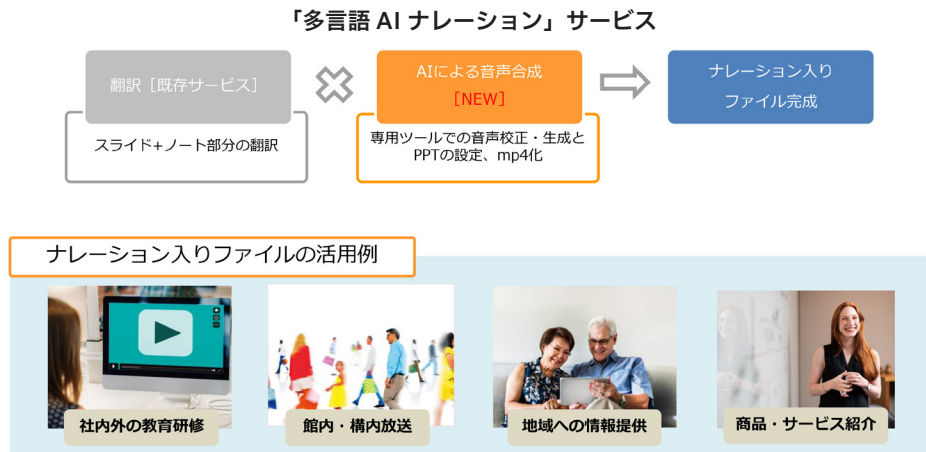 「多言語 AI ナレーション」サービス
翻訳［既存サービス］
スライド+ノート部分の翻訳
AIによる音声合成
［NEW］
専用ツールでの音声校正・生成と
PPTの設定、mp4化
ナレーション入り
ファイル完成
ナレーション入りファイルの活用例
社内外の教育研修
館内・構内放送
地域への情報提供
商品・サービス紹介